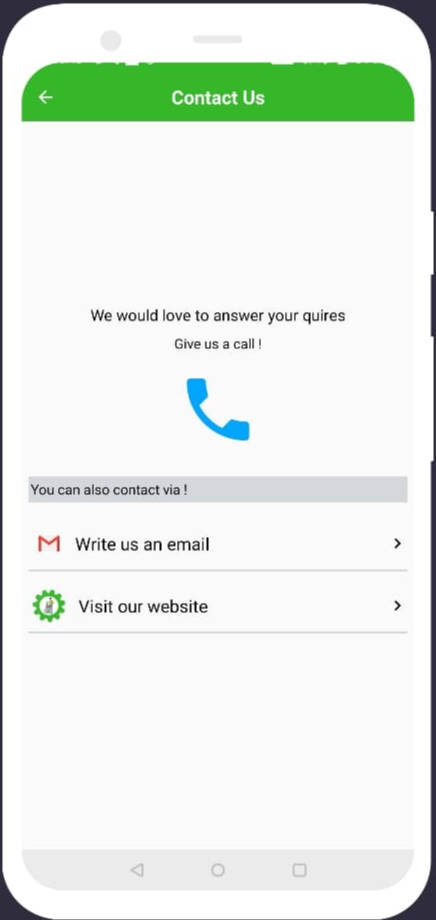 Contact Us
We would love to answer your quires
Give us a call !
You can also contact via !
Write us an email
Visit our website